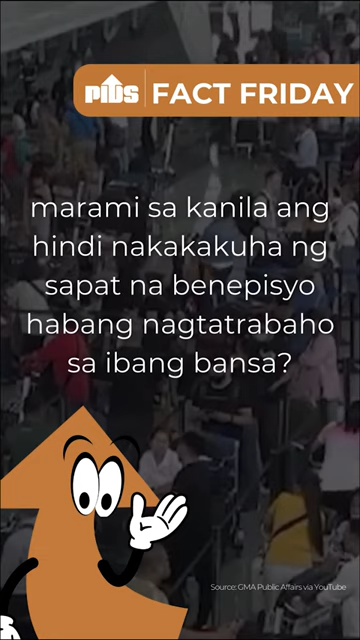 PIDS FACT FRIDAY
marami sa kanila ang
hindi nakakakuha ng
sapat na benepisyo
habang nagtatrabaho
sa ibang bansa?
Source: GMA Public Affairs via YouTube